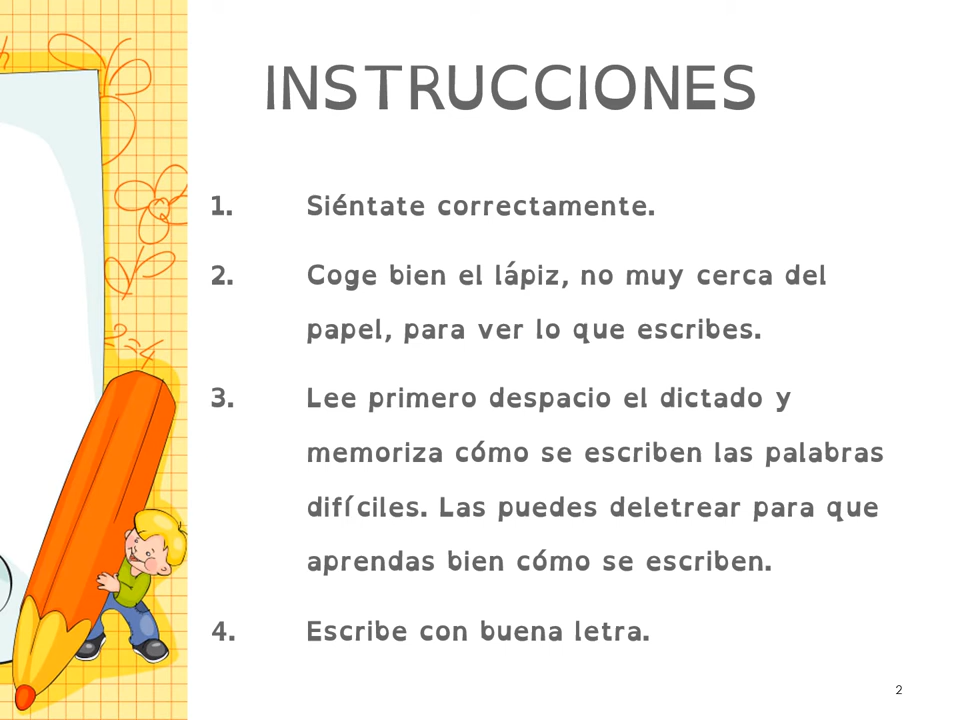 INSTRUCCIONES
1. Siéntate correctamente.
2. Coge bien el lápiz, no muy cerca del
papel, para ver lo que escribes.
3. Lee primero despacio el dictado y
memoriza cómo se escriben las palabras
difíciles. Las puedes deletrear para que
aprendas bien cómo se escriben.
4. Escribe con buena letra.
2